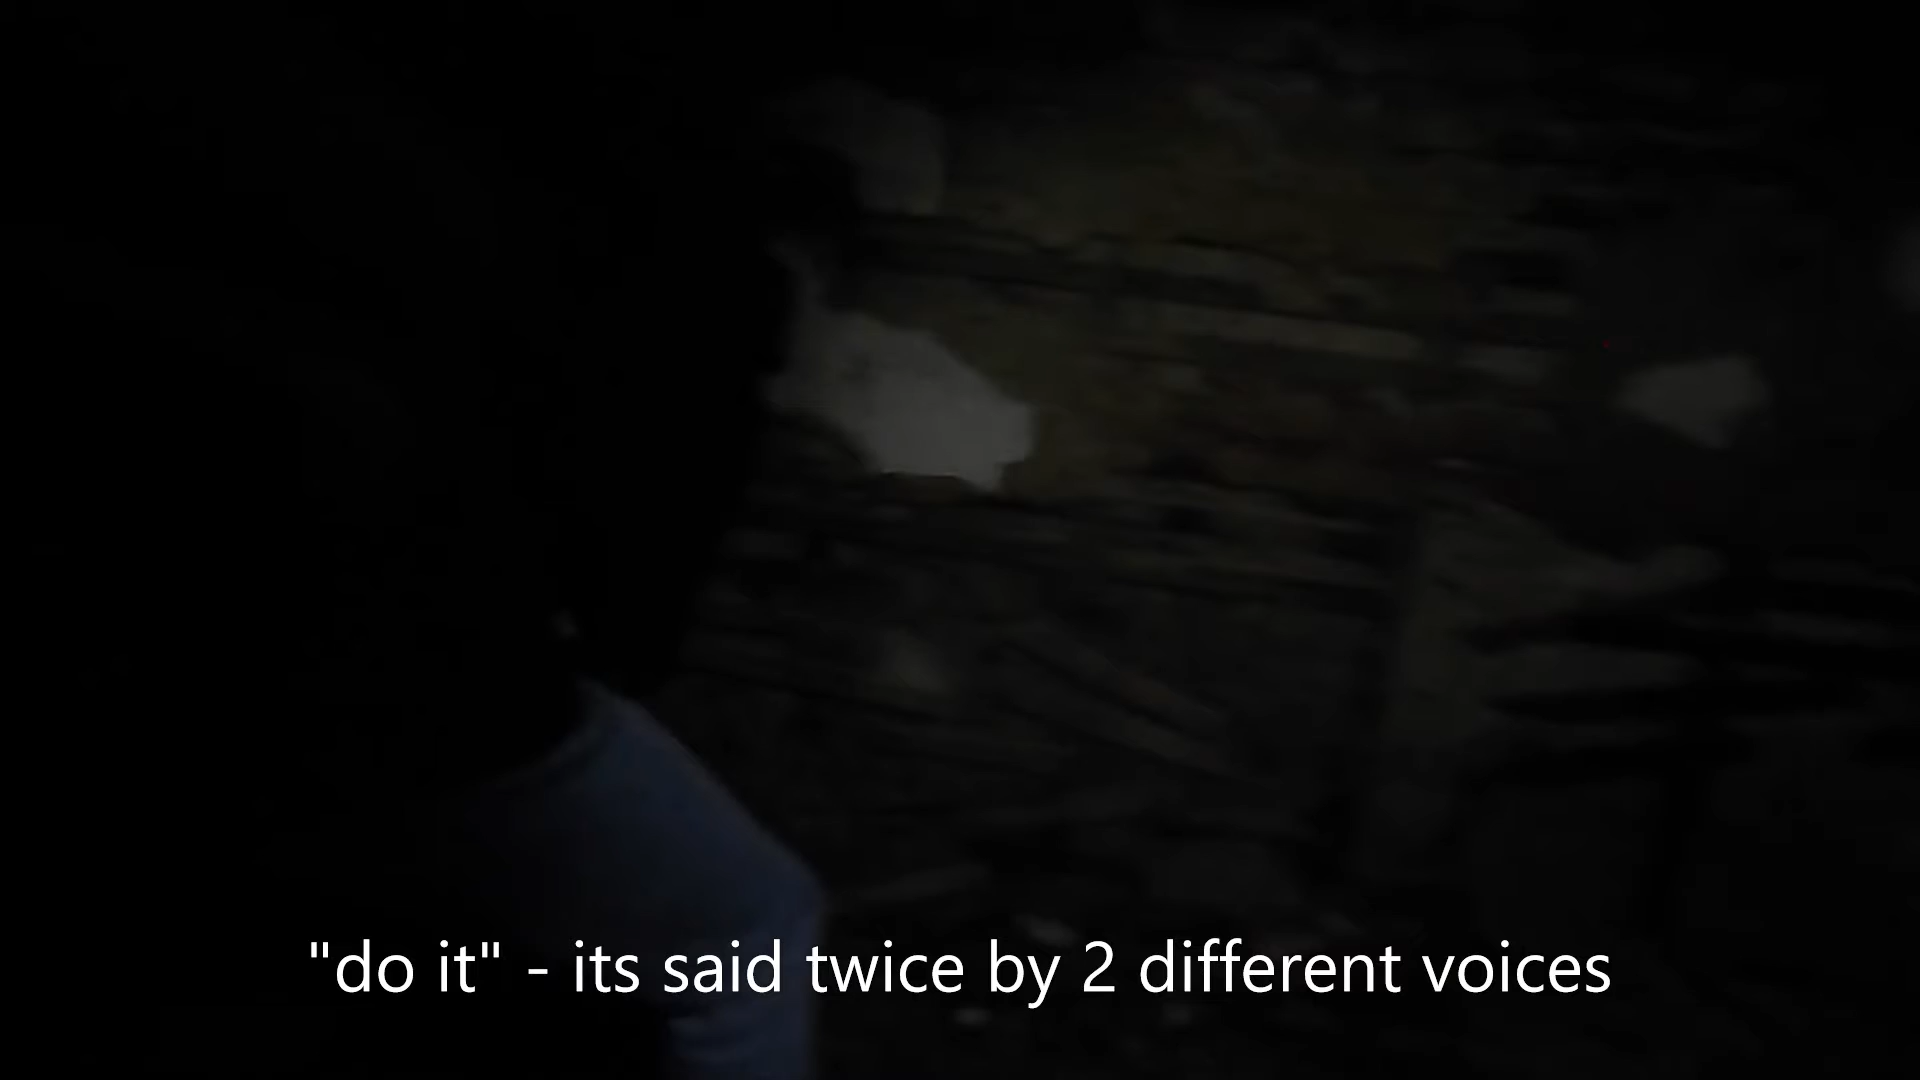 "do it" - its said twice by 2 different voices